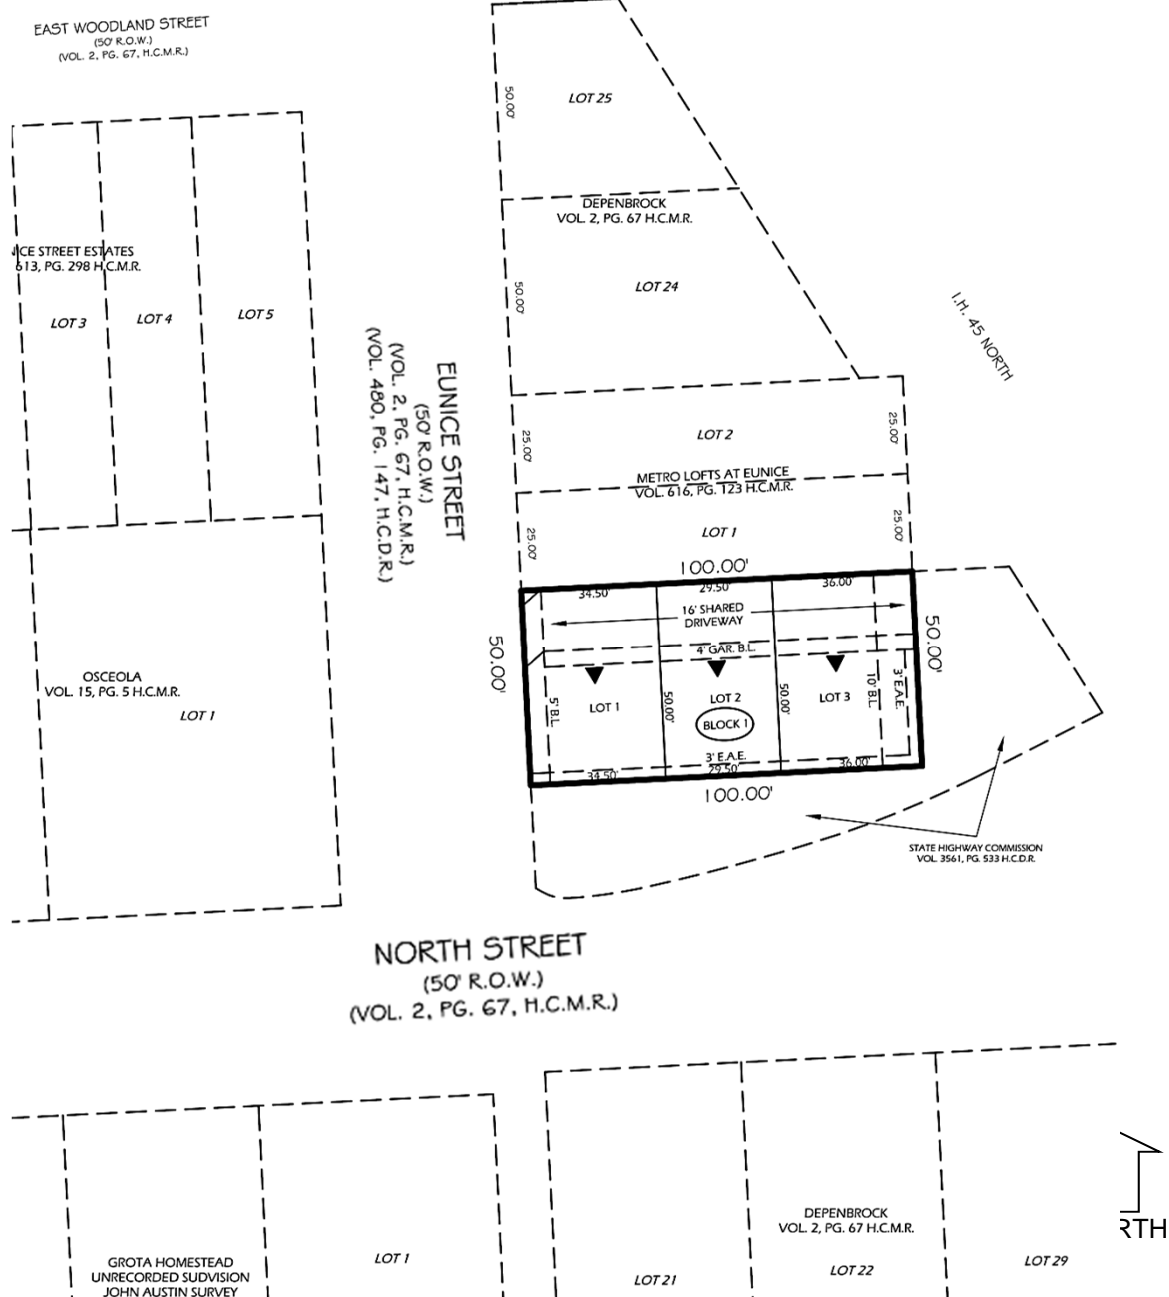 EAST WOODLAND STREET
(50' R.O.W.)
(VOL. 2, PG. 67, H.C.M.R.)
LOT 25
50.00'
DEPENBROCK
VOL. 2, PG. 67 H.C.M.R.
LOT 24
50.00'
ICE STREET ESTATES
613, PG. 298 H.C.M.R.
LOT 3
LOT 4
LOT 5
I.H. 45 NORTH
EUNICE STREET
(50' R.O.W.)
(VOL. 2, PG. 67, H.C.M.R.)
(VOL. 480, PG. 147, H.C.D.R.)
25.00'
LOT 2
25.00'
METRO LOFTS AT EUNICE
VOL. 616, PG. 123 H.C.M.R.
25.00'
LOT 1
25.00'
100.00'
34.50'
29.50'
36.00'
16' SHARED
DRIVEWAY
50.00'
50.00'
4' GAR. B.L.
5' B.L.
LOT 1
50.00'
LOT 2
BLOCK 1
50.00'
LOT 3
10' B.L.
3' E.A.E.
3' E.A.E.
34.50'
29.50'
36.00'
100.00'
OSCEOLA
VOL. 15, PG. 5 H.C.M.R.
LOT 1
STATE HIGHWAY COMMISSION
VOL. 3561, PG. 533 H.C.D.R.
NORTH STREET
(50' R.O.W.)
(VOL. 2, PG. 67, H.C.M.R.)
GROTA HOMESTEAD
UNRECORDED SUDVISION
JOHN AUSTIN SURVEY
LOT 1
LOT 21
DEPENBROCK
VOL. 2, PG. 67 H.C.M.R.
LOT 22
LOT 29
RTH